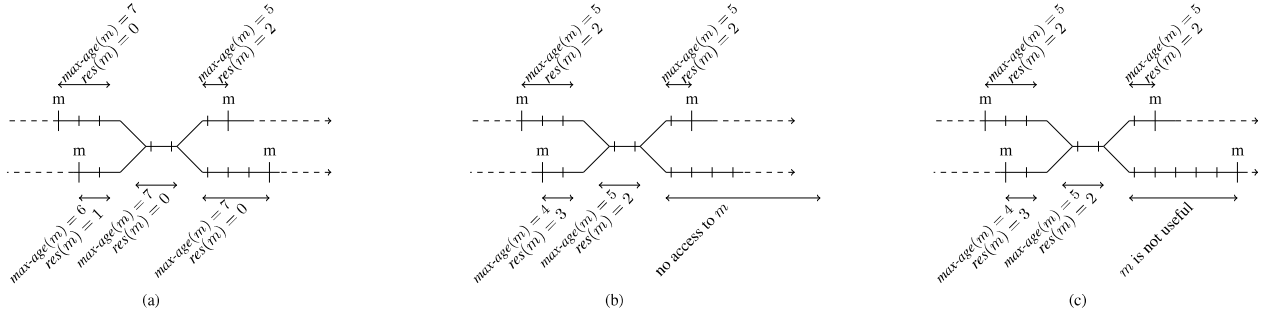 max-age(m) = 7
res(m) = 0
max-age(m) = 5
res(m) = 2
m
m
m
m
max-age(m) = 6
res(m) = 1
max-age(m) = 7
res(m) = 0
max-age(m) = 7
res(m) = 0
(a)
max-age(m) = 5
res(m) = 2
max-age(m) = 5
res(m) = 2
m
m
m
max-age(m) = 4
res(m) = 3
max-age(m) = 5
res(m) = 2
no access to m
(b)
max-age(m) = 5
res(m) = 2
max-age(m) = 5
res(m) = 2
m
m
m
m
max-age(m) = 4
res(m) = 3
max-age(m) = 5
res(m) = 2
m is not useful
(c)